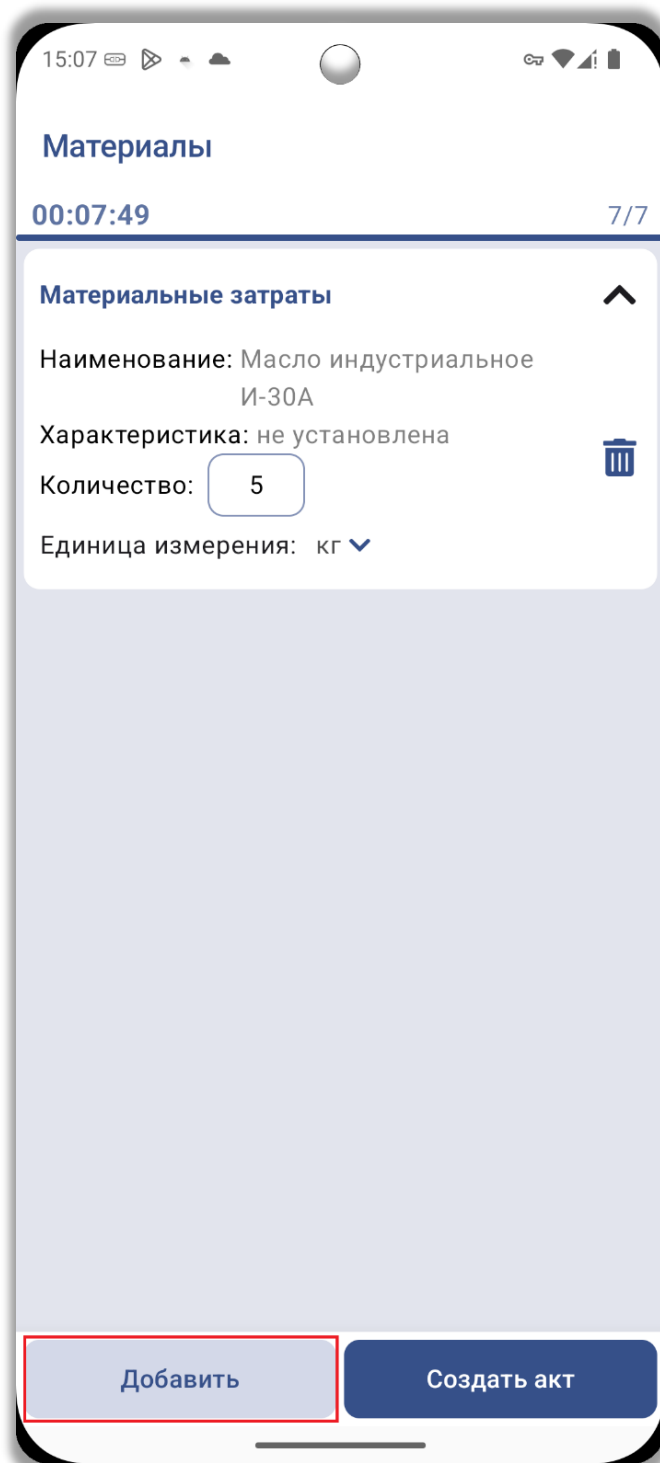 15:07
Материалы
00:07:49 7/7
Материальные затраты
Наименование: Масло индустриальное
И-30А
Характеристика: не установлена
Количество: 5
Единица измерения: кг
Добавить Создать акт